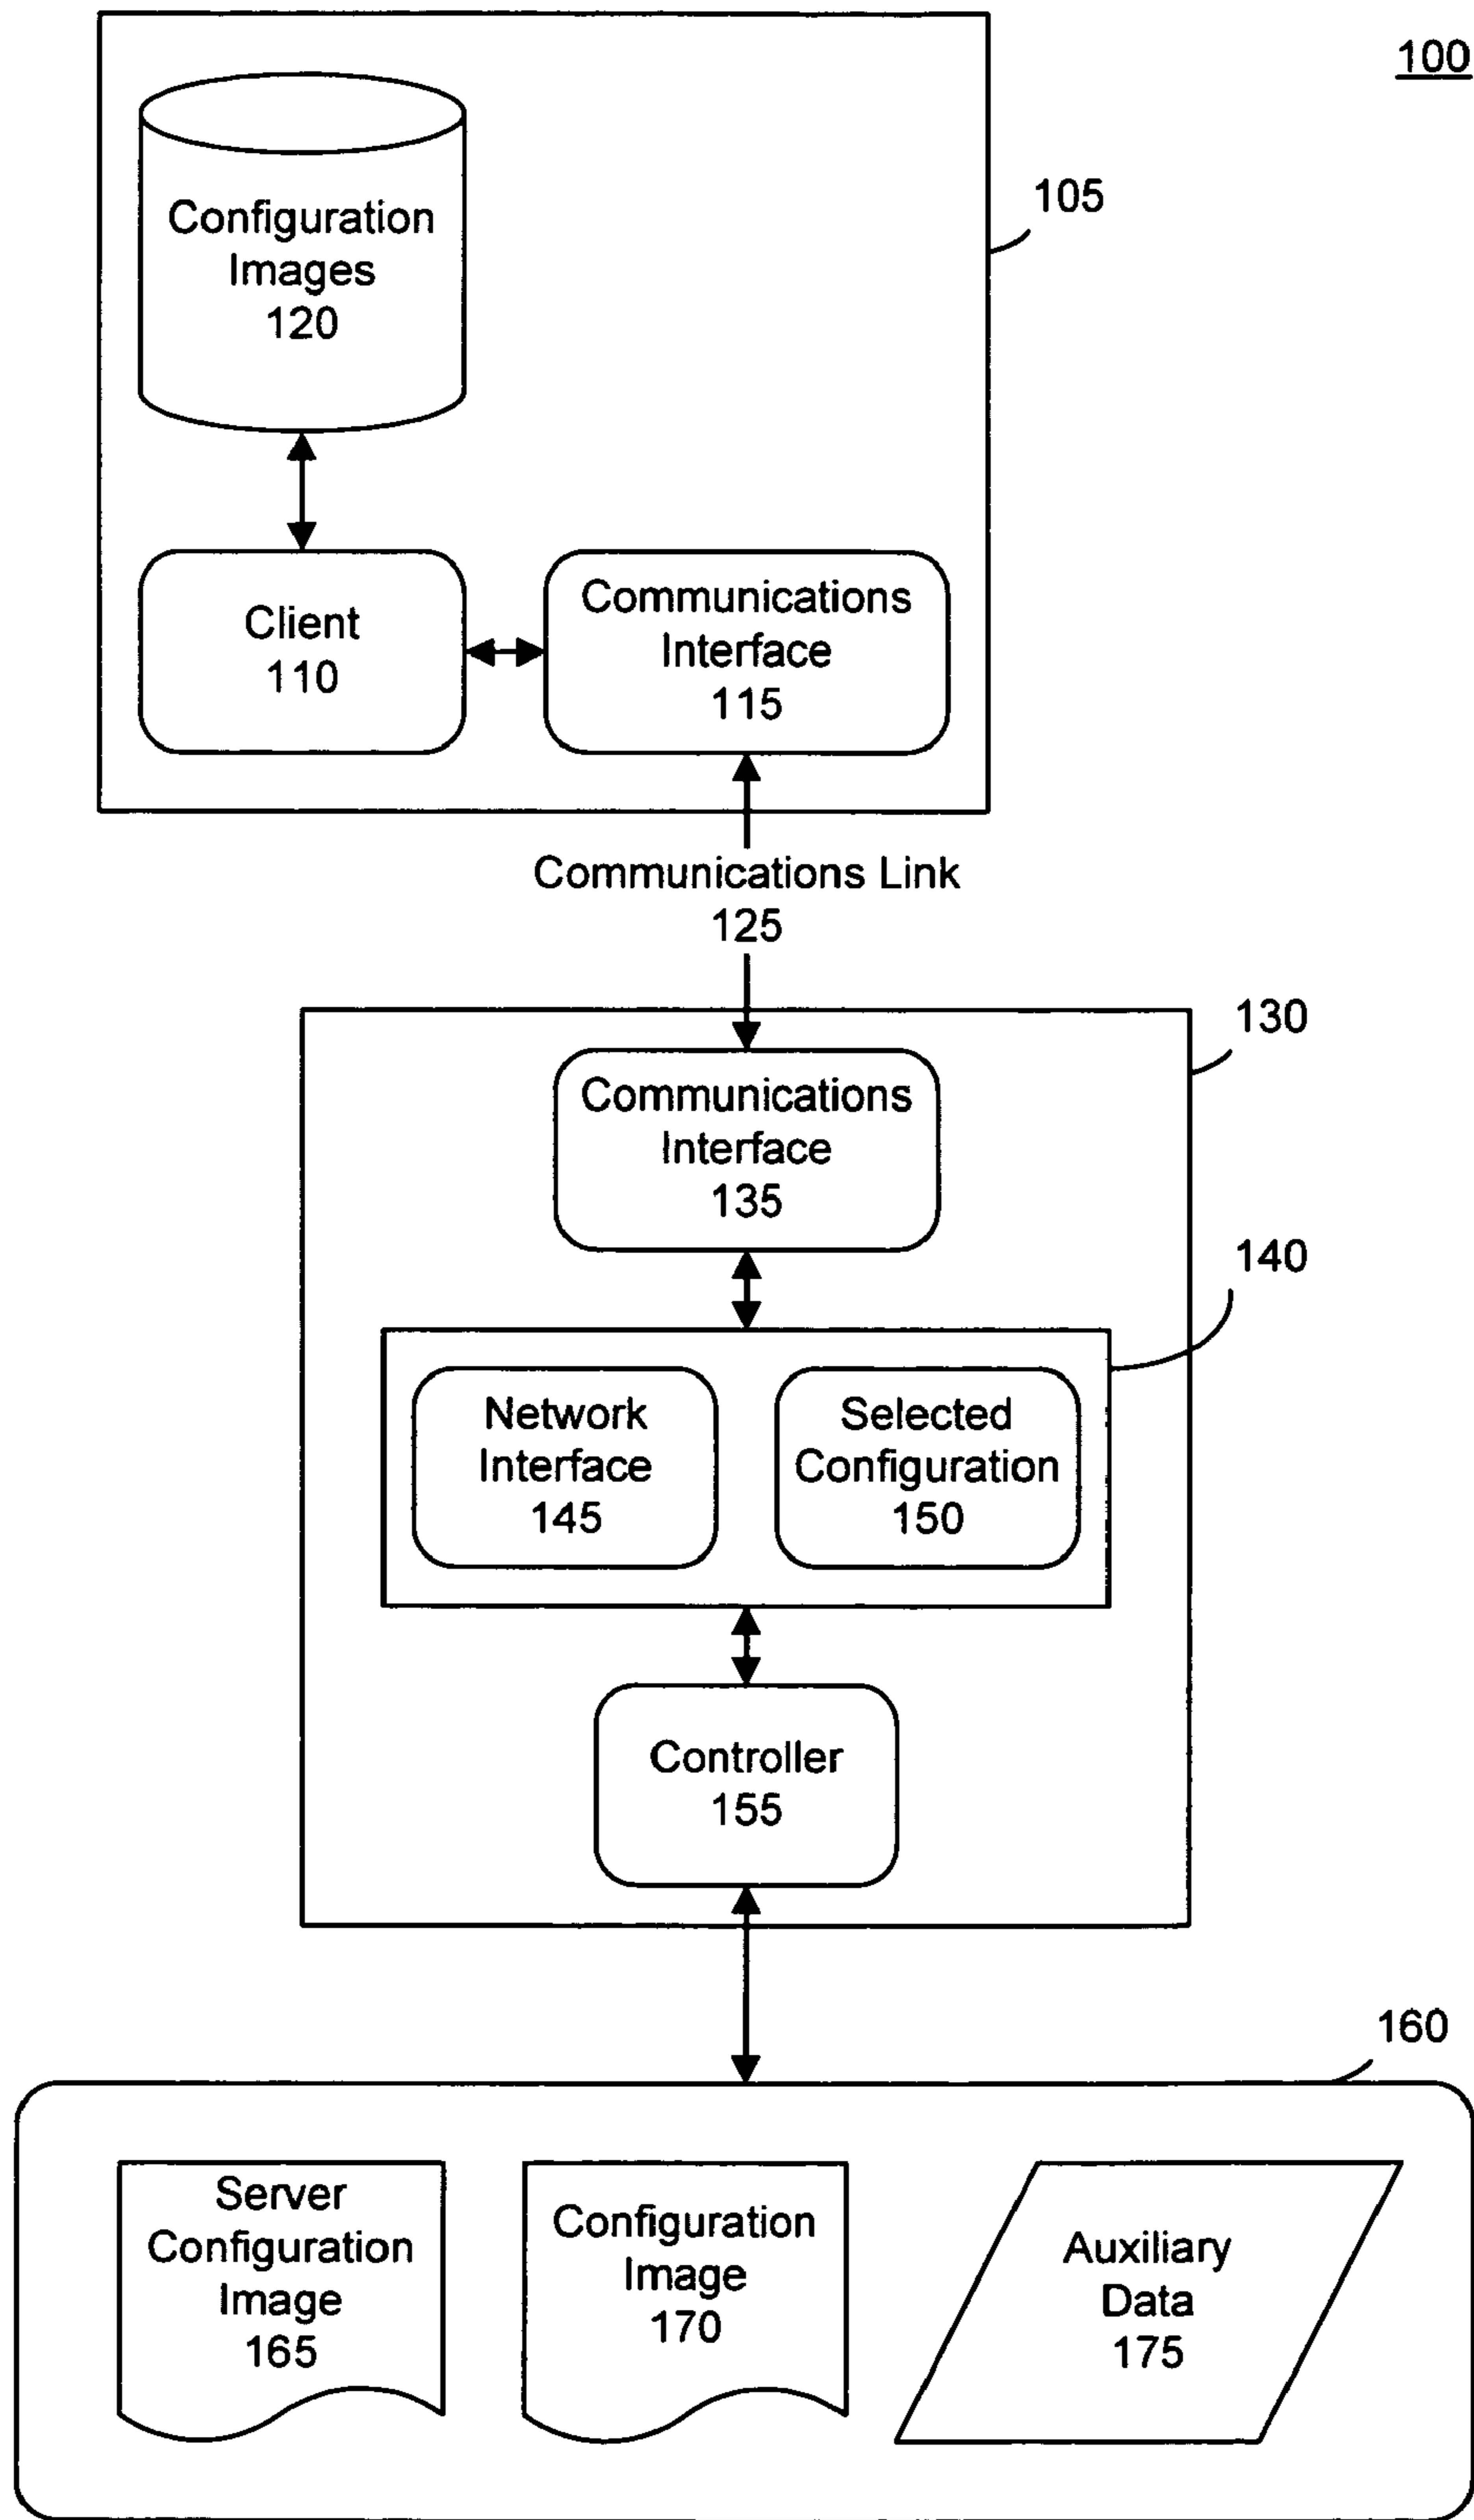 100
105
Configuration
Images
120
Client
110
Communications
Interface
115
Communications Link
125
130
Communications
Interface
135
140
Network
Interface
145
Selected
Configuration
150
Controller
155
160
Server
Configuration
Image
165
Configuration
Image
170
Auxiliary
Data
175